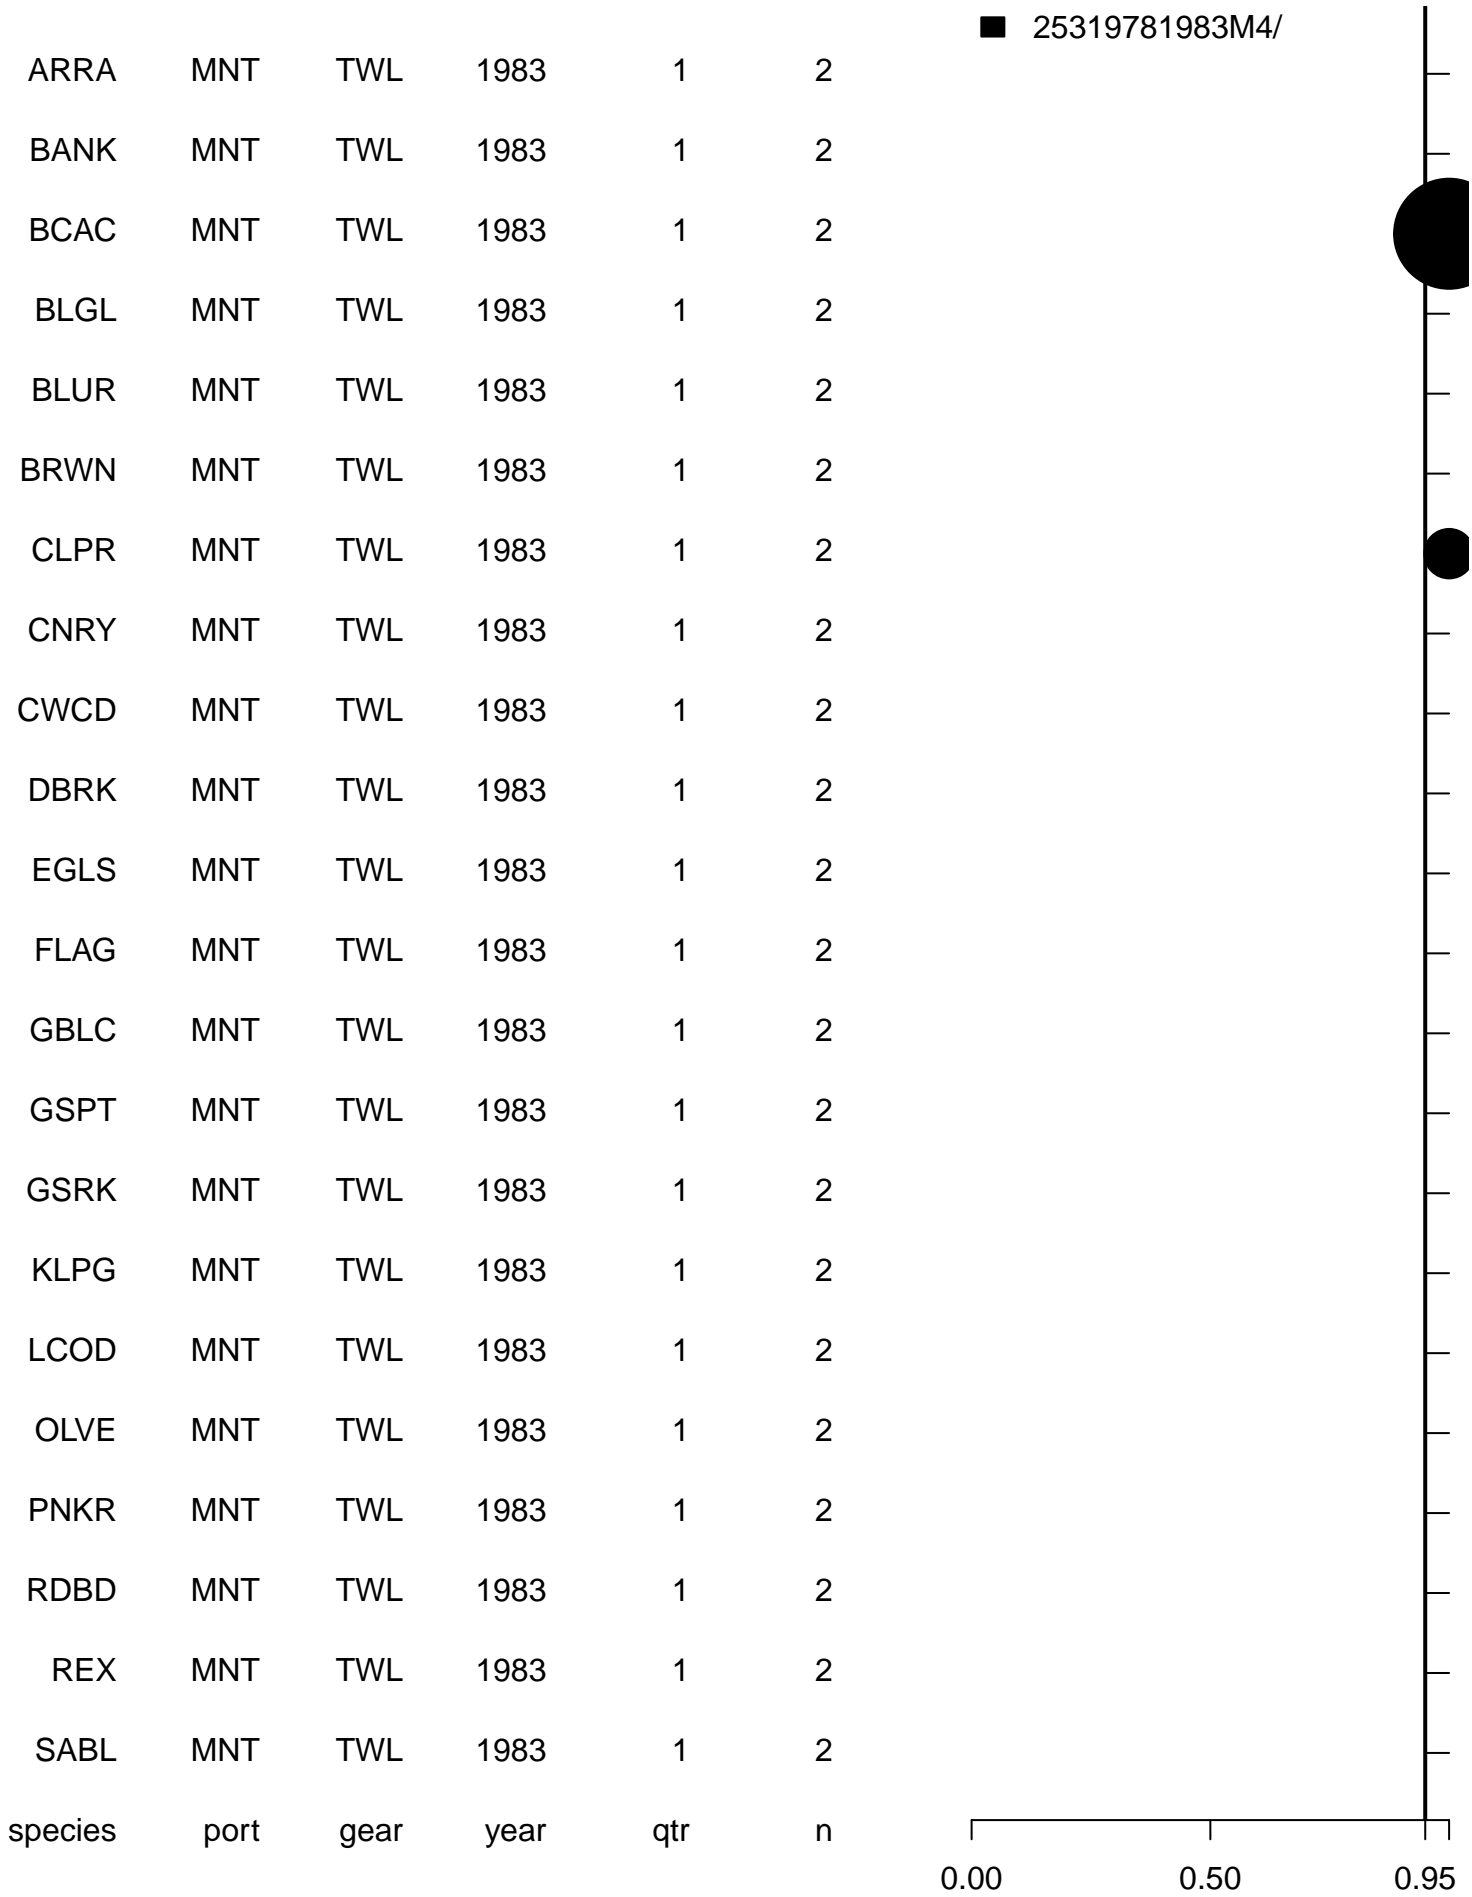 25319781983M4/
ARRA MNT TWL 1983 1 2
BANK MNT TWL 1983 1 2
BCAC MNT TWL 1983 1 2
BLGL MNT TWL 1983 1 2
BLUR MNT TWL 1983 1 2
BRWN MNT TWL 1983 1 2
CLPR MNT TWL 1983 1 2
CNRY MNT TWL 1983 1 2
CWCD MNT TWL 1983 1 2
DBRK MNT TWL 1983 1 2
EGLS MNT TWL 1983 1 2
FLAG MNT TWL 1983 1 2
GBLC MNT TWL 1983 1 2
GSPT MNT TWL 1983 1 2
GSRK MNT TWL 1983 1 2
KLPG MNT TWL 1983 1 2
LCOD MNT TWL 1983 1 2
OLVE MNT TWL 1983 1 2
PNKR MNT TWL 1983 1 2
RDBD MNT TWL 1983 1 2
REX MNT TWL 1983 1 2
SABL MNT TWL 1983 1 2
species port gear year qtr n
0.00 0.50 0.95